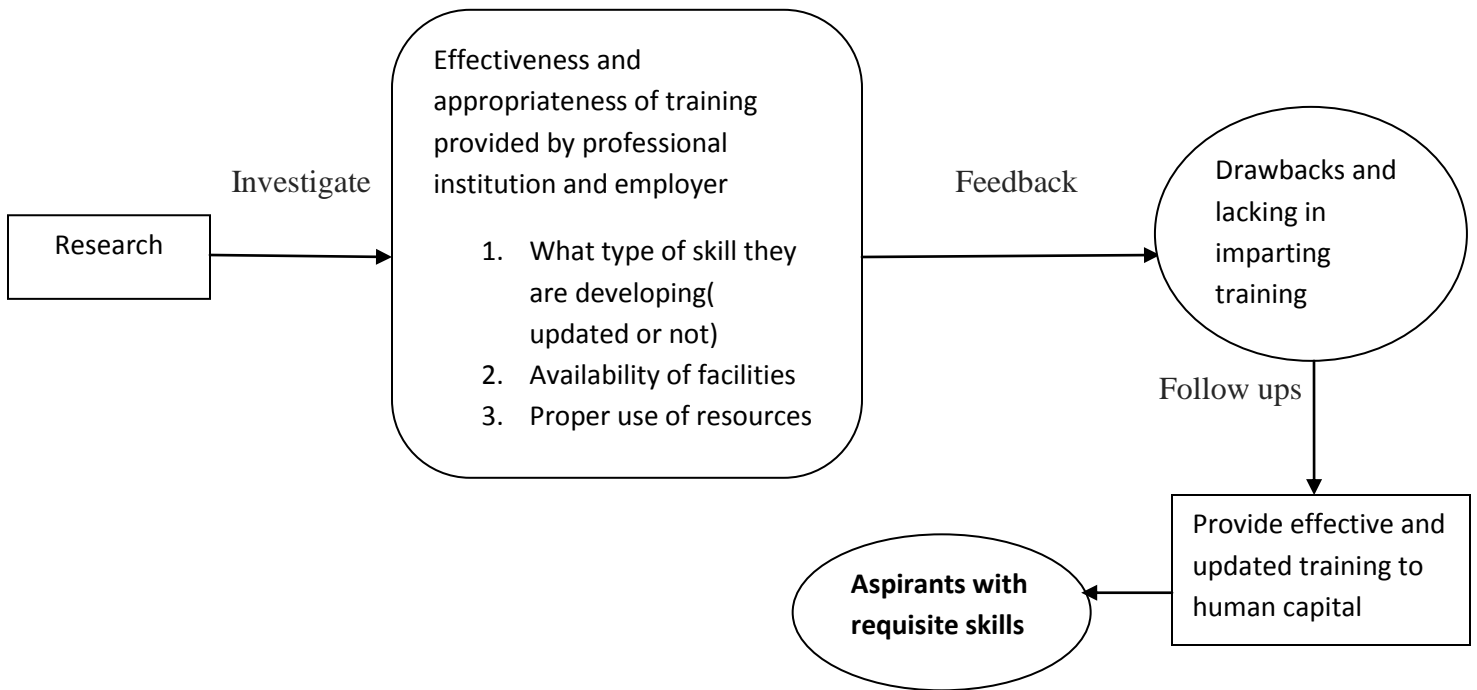 Research
Investigate
Effectiveness and
appropriateness of training
provided by professional
institution and employer
1. What type of skill they
are developing(
updated or not)
2. Availability of facilities
3. Proper use of resources
Feedback
Drawbacks and
lacking in
imparting
training
Follow ups
Provide effective and
updated training to
human capital
Aspirants with
requisite skills